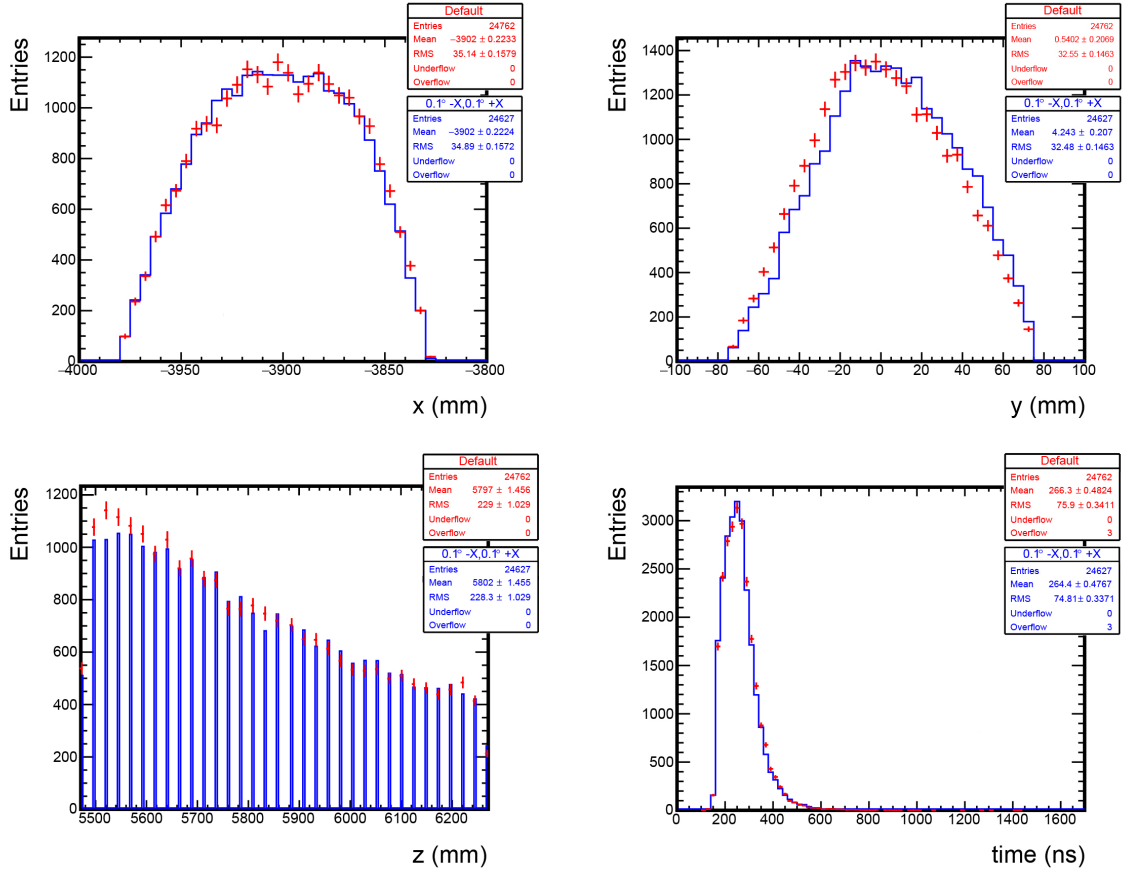 Entries
1200
1000
800
600
400
200
0
−4000
−3950
−3900
−3850
−3800
x (mm)
Default
Entries 24762
Mean −3902 ± 0.2233
RMS 35.14 ± 0.1579
Underflow 0
Overflow 0
0.1° -X,0.1° +X
Entries 24627
Mean −3902 ± 0.2224
RMS 34.89 ± 0.1572
Underflow 0
Overflow 0
Entries
1400
1200
1000
800
600
400
200
0
−100
−80
−60
−40
−20
0
20
40
60
80
100
y (mm)
Default
Entries 24762
Mean 0.5402 ± 0.2069
RMS 32.55 ± 0.1463
Underflow 0
Overflow 0
0.1° -X,0.1° +X
Entries 24627
Mean 4.243 ± 0.207
RMS 32.48 ± 0.1463
Underflow 0
Overflow 0
Entries
1200
1000
800
600
400
200
0
5500
5600
5700
5800
5900
6000
6100
6200
z (mm)
Default
Entries 24762
Mean 5797 ± 1.456
RMS 229 ± 1.029
Underflow 0
Overflow 0
0.1° -X,0.1° +X
Entries 24627
Mean 5802 ± 1.455
RMS 228.3 ± 1.029
Underflow 0
Overflow 0
Entries
3000
2500
2000
1500
1000
500
0
0
200
400
600
800
1000
1200
1400
1600
time (ns)
Default
Entries 24762
Mean 266.3 ± 0.4824
RMS 75.9 ± 0.3411
Underflow 0
Overflow 3
0.1° -X,0.1° +X
Entries 24627
Mean 264.4 ± 0.4767
RMS 74.81 ± 0.3371
Underflow 0
Overflow 3